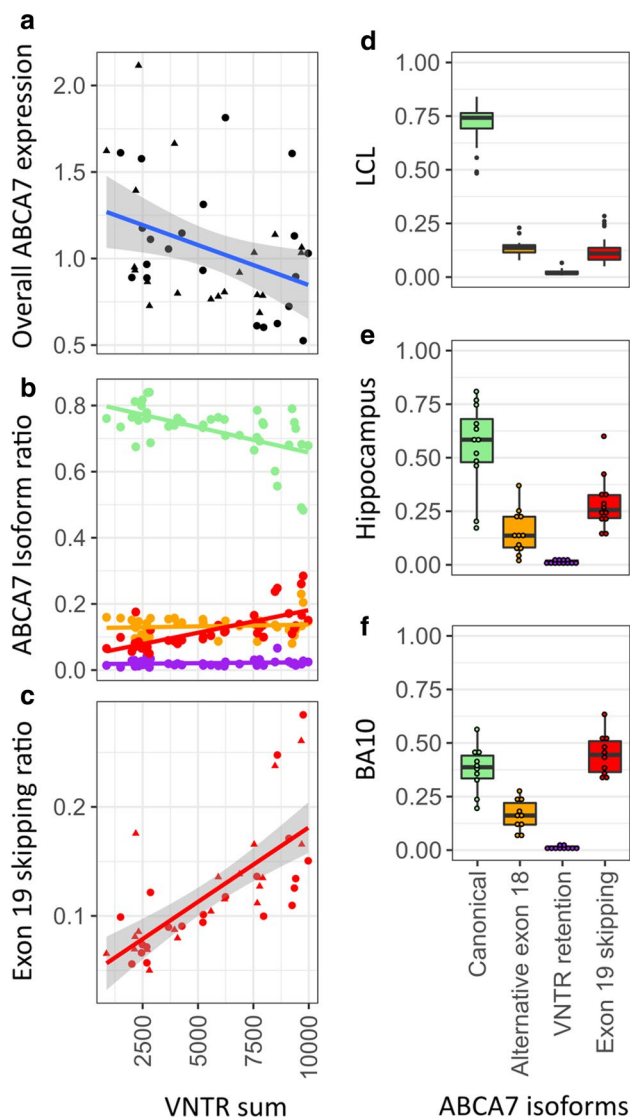 a
Overall ABCA7 expression
2.0
1.5
1.0
0.5
b
ABCA7 Isoform ratio
0.8
0.6
0.4
0.2
0.0
c
Exon 19 skipping ratio
0.2
0.1
2500
5000
7500
10000
VNTR sum
d
LCL
1.00
0.75
0.50
0.25
0.00
e
Hippocampus
1.00
0.75
0.50
0.25
0.00
f
BA10
1.00
0.75
0.50
0.25
0.00
Canonical
Alternative exon 18
VNTR retention
Exon 19 skipping
ABCA7 isoforms